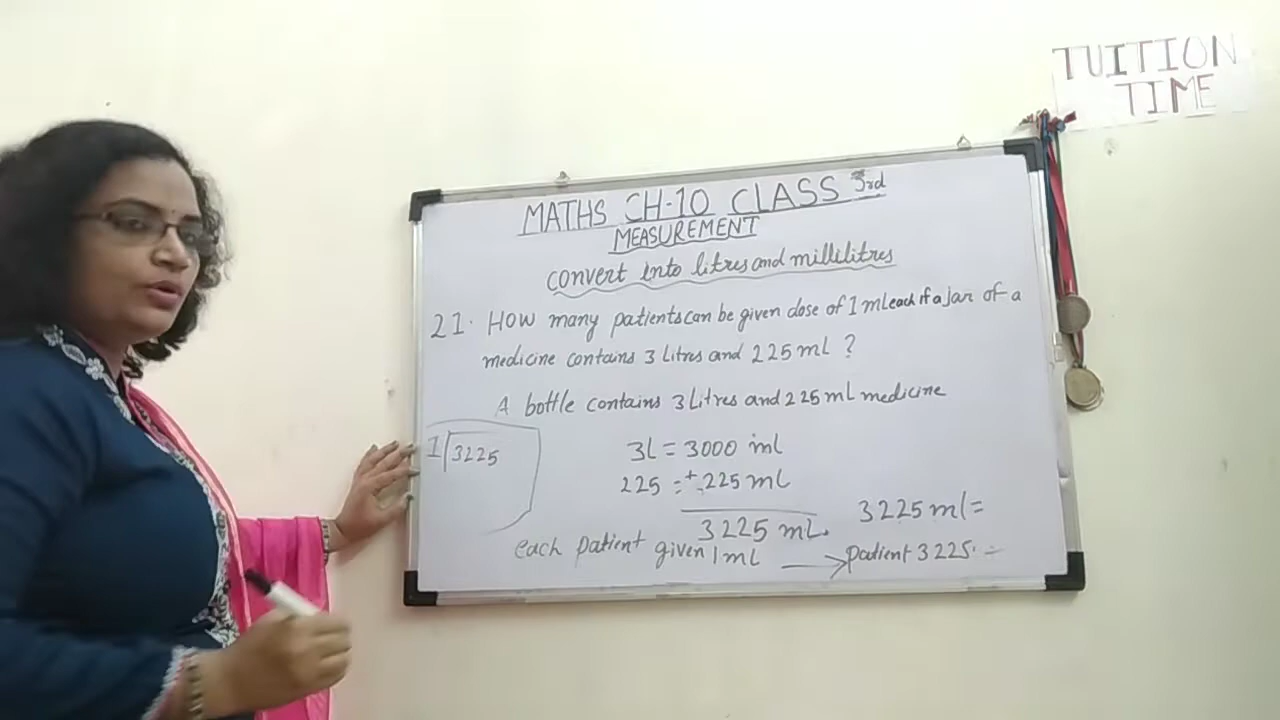 TUITION
TIME
MATHS CH-10 CLASS 3rd
MEASUREMENT
convert into litres and millilitres
21. HOW many patients can be given dose of 1 mL each if a jar of a
medicine contains 3 Litres and 225 mL ?
A bottle contains 3 Litres and 225 mL medicine
1 3225
3L = 3000 mL
225 = + 225 mL
3225 mL.
3225 ml =
each patient given 1 mL → patient 3225. =